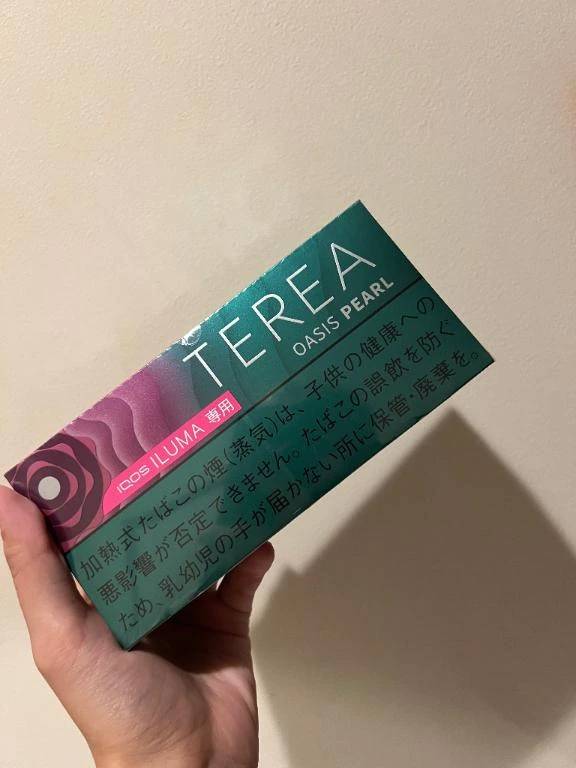 TEREA
OASIS PEARL
IQOS ILUMA 専用
加熱式たばこの煙(蒸気)は、子供の健康への
悪影響が否定できません。たばこの誤飲を防ぐ
ため、乳幼児の手が届かない所に保管・廃棄を。